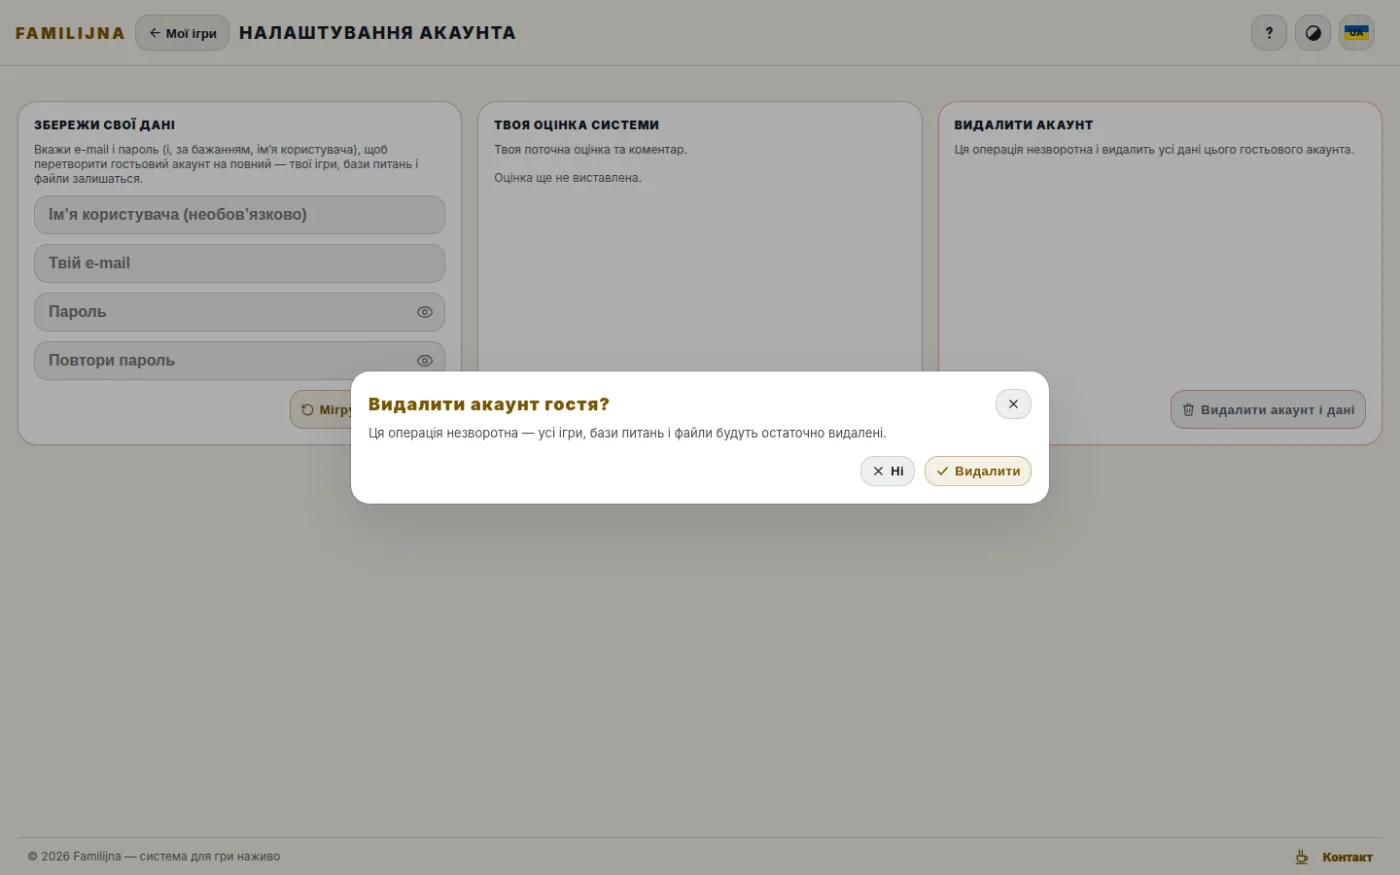 FAMILIJNA
Мої ігри
НАЛАШТУВАННЯ АКАУНТА
?
UA
ЗБЕРЕЖИ СВОЇ ДАНІ
Вкажи e-mail і пароль (і, за бажанням, ім’я користувача), щоб
перетворити гостьовий акаунт на повний — твої ігри, бази питань і
файли залишаться.
Ім’я користувача (необов’язково)
Твій e-mail
Пароль
Повтори пароль
ТВОЯ ОЦІНКА СИСТЕМИ
Твоя поточна оцінка та коментар.
Оцінка ще не виставлена.
ВИДАЛИТИ АКАУНТ
Ця операція незворотна і видалить усі дані цього гостьового акаунта.
Видалити акаунт і дані
Видалити акаунт гостя?
Ця операція незворотна — усі ігри, бази питань і файли будуть остаточно видалені.
Ні
Видалити
© 2026 Familijna — система для гри наживо
Контакт